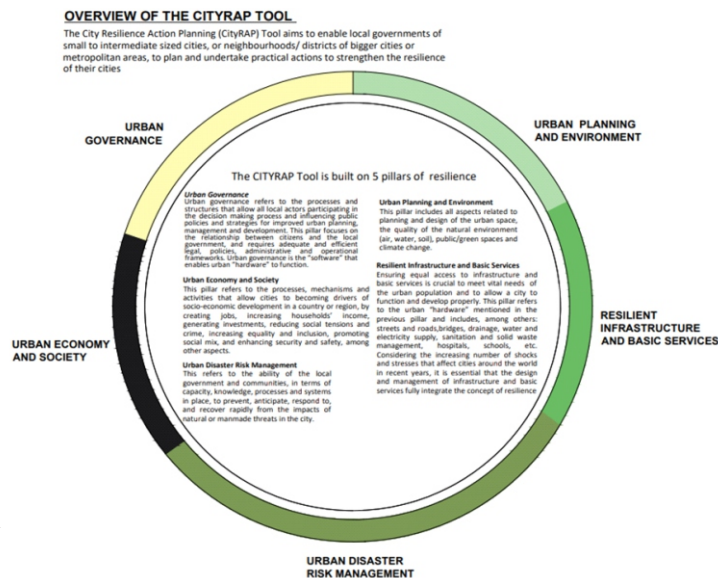 OVERVIEW OF THE CITYRAP TOOL
The City Resilience Action Planning (CityRAP) Tool aims to enable local governments of
small to intermediate sized cities, or neighbourhoods/ districts of bigger cities or
metropolitan areas, to plan and undertake practical actions to strengthen the resilience
of their cities
URBAN
GOVERNANCE
URBAN PLANNING
AND ENVIRONMENT
The CITYRAP Tool is built on 5 pillars of resilience
Urban Governance
Urban governance refers to the processes and
structures that allow all local actors participating in
the decision making process and influencing public
policies and strategies for improved urban planning,
management and development. This pillar focuses on
the relationship between citizens and the local
government, and requires adequate and efficient
legal, policies, administrative and operational
frameworks. Urban governance is the "software" that
enables urban "hardware" to function.
Urban Economy and Society
This pillar refers to the processes, mechanisms and
activities that allow cities to becoming drivers of
socio-economic development in a country or region, by
creating jobs, increasing households' income,
generating investments, reducing social tensions and
crime, increasing equality and inclusion, promoting
social mix, and enhancing security and safety, among
other aspects.
Urban Disaster Risk Management
This refers to the ability of the local
government and communities, in terms of
capacity, knowledge, processes and systems
in place, to prevent, anticipate, respond to,
and recover rapidly from the impacts of
natural or manmade threats in the city.
Urban Planning and Environment
This pillar includes all aspects related to
planning and design of the urban space,
the quality of the natural environment
(air, water, soil), public/green spaces and
climate change.
Resilient Infrastructure and Basic Services
Ensuring equal access to infrastructure and
basic services is crucial to meet vital needs of
the urban population and to allow a city to
function and develop properly. This pillar refers
to the urban "hardware" mentioned in the
previous pillar and includes, among others:
streets and roads,bridges, drainage, water and
electricity supply, sanitation and solid waste
management, hospitals, schools, etc.
Considering the increasing number of shocks
and stresses that affect cities around the world
in recent years, it is essential that the design
and management of infrastructure and basic
services fully integrate the concept of resilience
URBAN ECONOMY
AND SOCIETY
RESILIENT
INFRASTRUCTURE
AND BASIC SERVICES
URBAN DISASTER
RISK MANAGEMENT